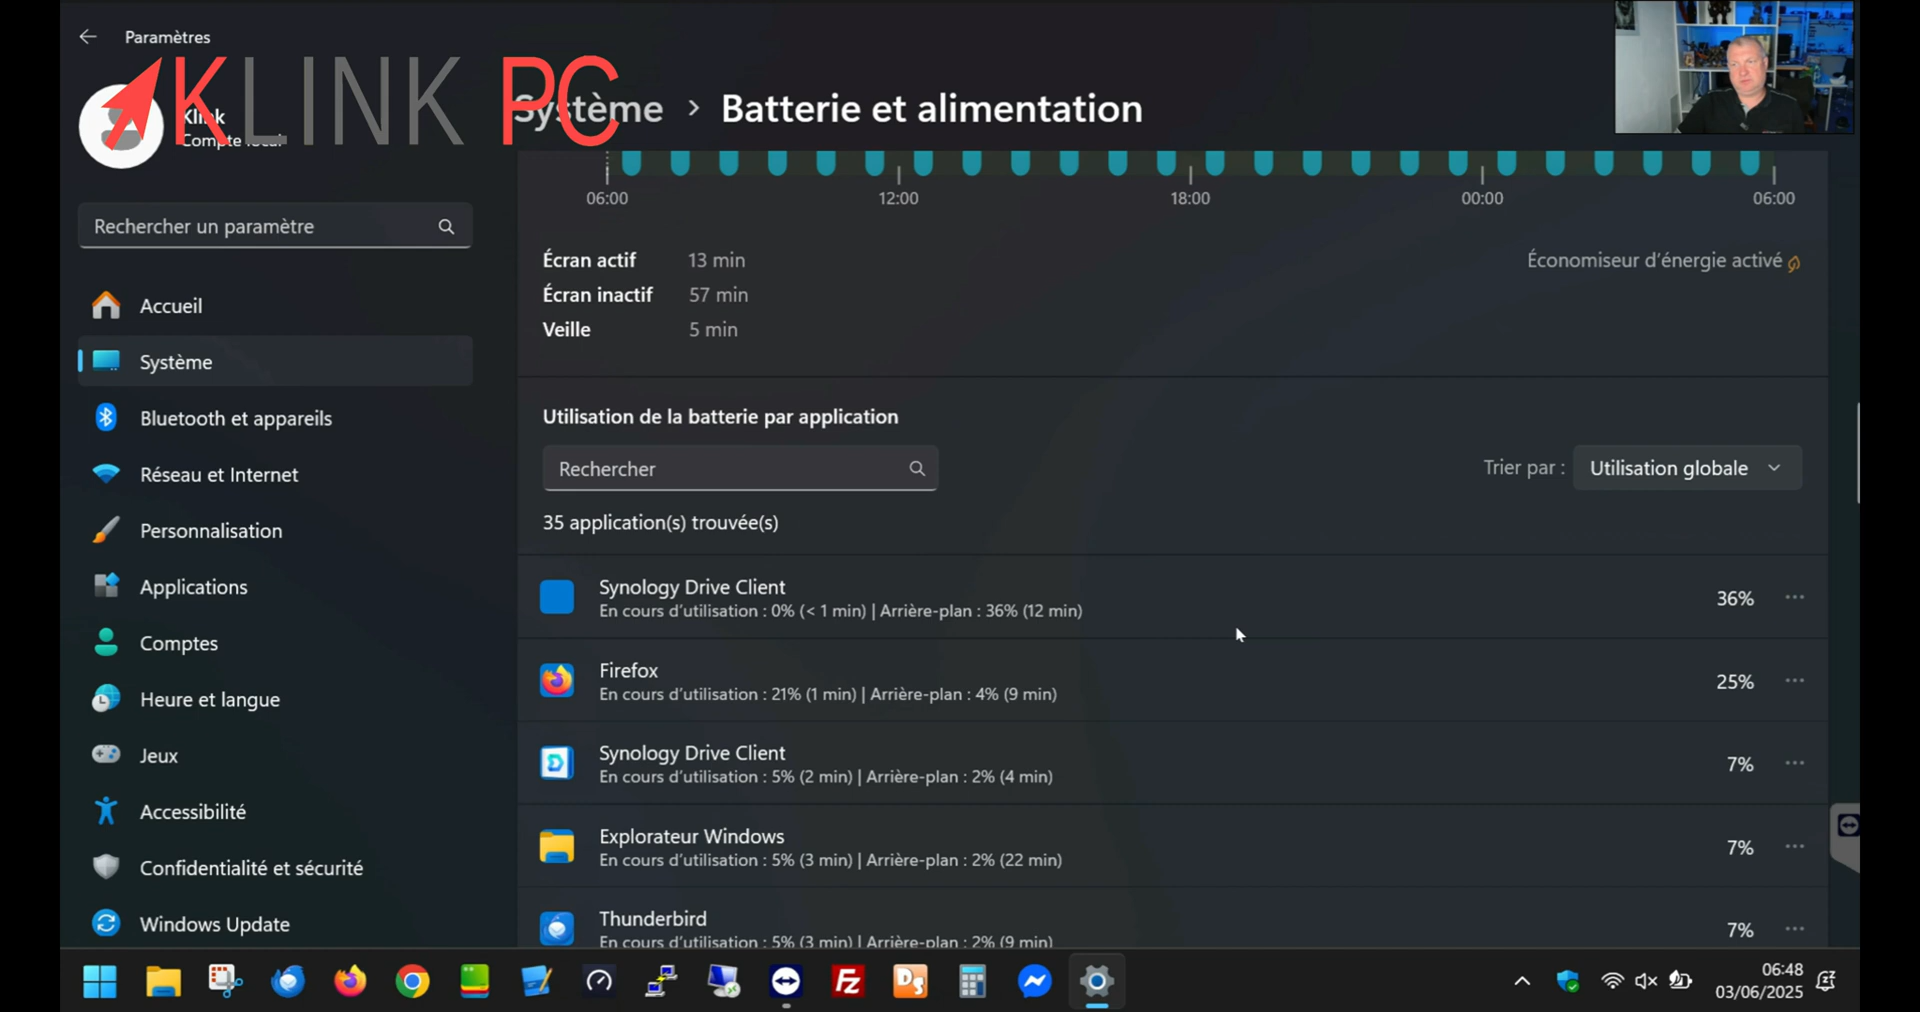 Paramètres
KLINK PC
Klink
Compte local
Système > Batterie et alimentation
06:00 12:00 18:00 00:00 06:00
Rechercher un paramètre
Accueil
Système
Bluetooth et appareils
Réseau et Internet
Personnalisation
Applications
Comptes
Heure et langue
Jeux
Accessibilité
Confidentialité et sécurité
Windows Update
Écran actif 13 min
Économiseur d’énergie activé
Écran inactif 57 min
Veille 5 min
Utilisation de la batterie par application
Rechercher
Trier par : Utilisation globale
35 application(s) trouvée(s)
Synology Drive Client
En cours d’utilisation : 0% (< 1 min) | Arrière-plan : 36% (12 min)
36%
Firefox
En cours d’utilisation : 21% (1 min) | Arrière-plan : 4% (9 min)
25%
Synology Drive Client
En cours d’utilisation : 5% (2 min) | Arrière-plan : 2% (4 min)
7%
Explorateur Windows
En cours d’utilisation : 5% (3 min) | Arrière-plan : 2% (22 min)
7%
Thunderbird
En cours d’utilisation : 5% (3 min) | Arrière-plan : 2% (9 min)
7%
FZ
Ds
06:48
03/06/2025